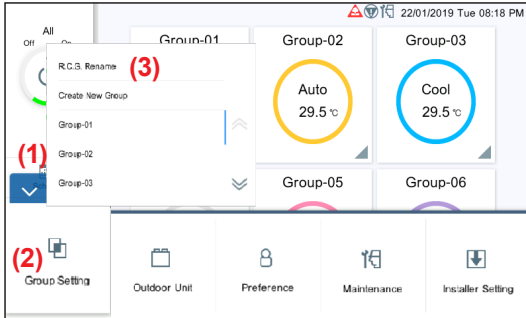 22/01/2019 Tue 08:18 PM
All
Off On
Group-01
Group-02
Group-03
R.C.G. Rename
(3)
Create New Group
Group-01
Group-02
Group-03
Auto
29.5 °C
Cool
29.5 °C
(1)
Group-05
Group-06
(2)
Group Setting
Outdoor Unit
Preference
Maintenance
Installer Setting